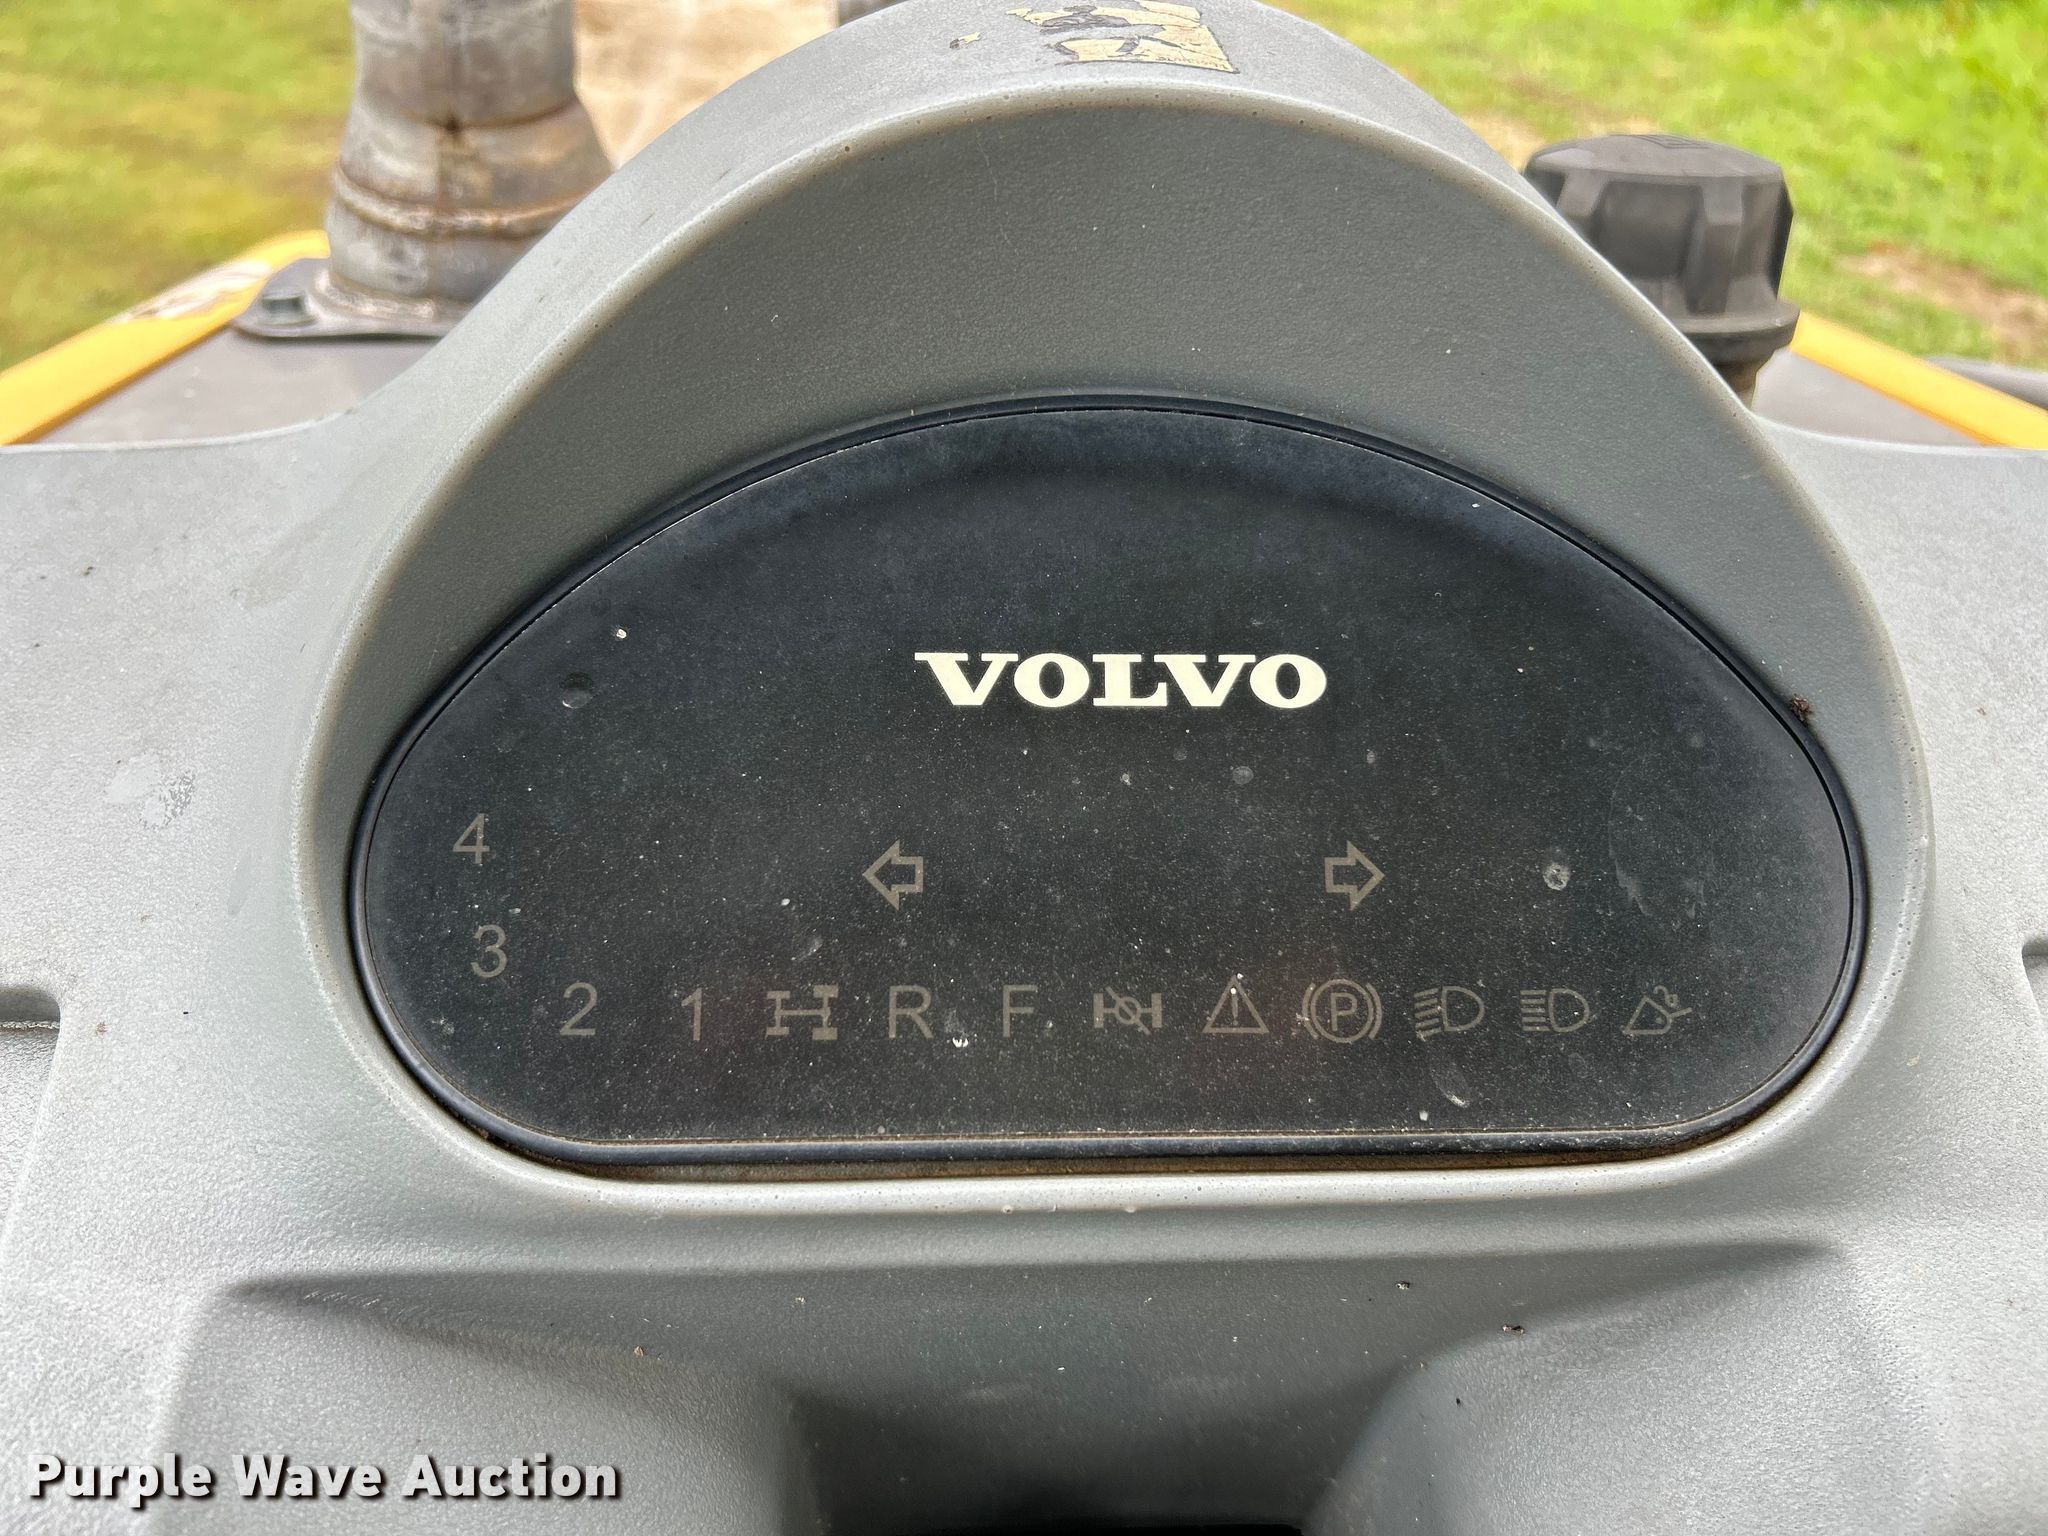 VOLVO
4
3
2 1 R F P
Purple Wave Auction